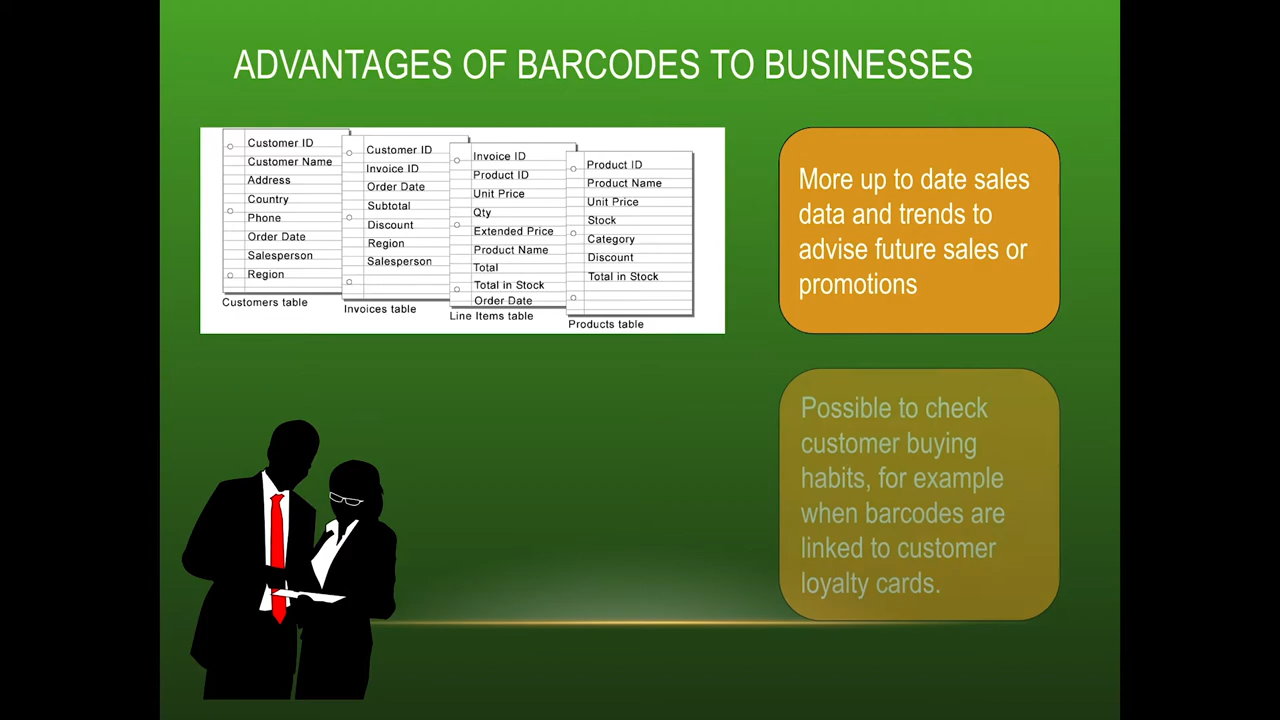 ADVANTAGES OF BARCODES TO BUSINESSES
Customer ID
Customer Name
Address
Country
Phone
Order Date
Salesperson
Region
Customers table
Customer ID
Invoice ID
Order Date
Subtotal
Discount
Region
Salesperson
Invoices table
Invoice ID
Product ID
Unit Price
Qty
Extended Price
Product Name
Total
Total in Stock
Order Date
Line Items table
Product ID
Product Name
Unit Price
Stock
Category
Discount
Total in Stock
Products table
More up to date sales
data and trends to
advise future sales or
promotions
Possible to check
customer buying
habits, for example
when barcodes are
linked to customer
loyalty cards.